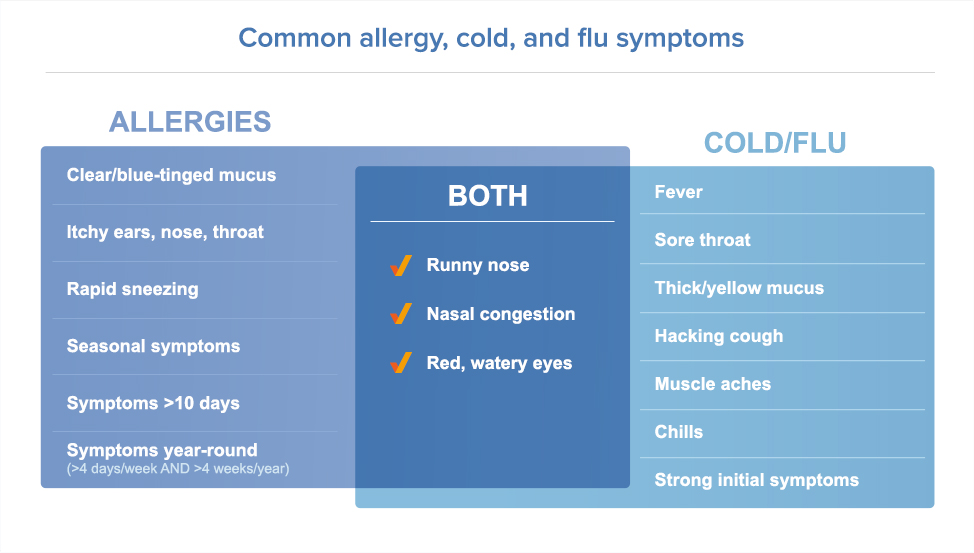 Common allergy, cold, and flu symptoms
ALLERGIES
Clear/blue-tinged mucus
Itchy ears, nose, throat
Rapid sneezing
Seasonal symptoms
Symptoms >10 days
Symptoms year-round
(>4 days/week AND >4 weeks/year)
BOTH
Runny nose
Nasal congestion
Red, watery eyes
COLD/FLU
Fever
Sore throat
Thick/yellow mucus
Hacking cough
Muscle aches
Chills
Strong initial symptoms